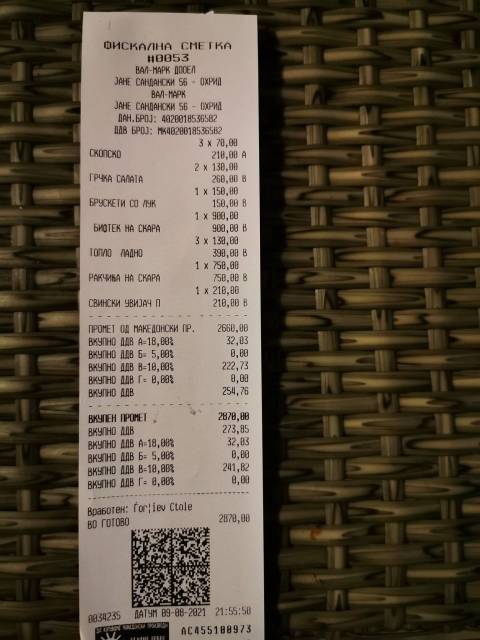 ФИСКАЛНА СМЕТКА
#0053
ВАЛ-МАРК ДООЕЛ
ЈАНЕ САНДАНСКИ 56 - ОХРИД
ВАЛ-МАРК
ЈАНЕ САНДАНСКИ 56 - ОХРИД
ДАН.БРОЈ: 4020018536582
ДДВ БРОЈ: МК4020018536582
3 x 70,00
СКОПСКО 210,00 А
2 x 130,00
ГРЧКА САЛАТА 260,00 В
1 x 150,00
БРУСКЕТИ СО ЛУК 150,00 В
1 x 900,00
БИФТЕК НА СКАРА 900,00 В
3 x 130,00
ТОПЛО ЛАДНО 390,00 В
1 x 750,00
РАКЧИЊА НА СКАРА 750,00 В
1 x 210,00
СВИНСКИ УВИЈАЧ П 210,00 В
ПРОМЕТ ОД МАКЕДОНСКИ ПР. 2660,00
ВКУПНО ДДВ А=18,00% 32,03
ВКУПНО ДДВ Б= 5,00% 0,00
ВКУПНО ДДВ В=10,00% 222,73
ВКУПНО ДДВ Г= 0,00% 0,00
ВКУПНО ДДВ 254,76
ВКУПЕН ПРОМЕТ 2870,00
ВКУПНО ДДВ 273,85
ВКУПНО ДДВ А=18,00% 32,03
ВКУПНО ДДВ Б= 5,00% 0,00
ВКУПНО ДДВ В=10,00% 241,82
ВКУПНО ДДВ Г= 0,00% 0,00
Вработен: Ѓorѓiev Ctole
ВО ГОТОВО 2870,00
0034235 ДАТУМ 09-08-2021 21:55:50
AC455100973